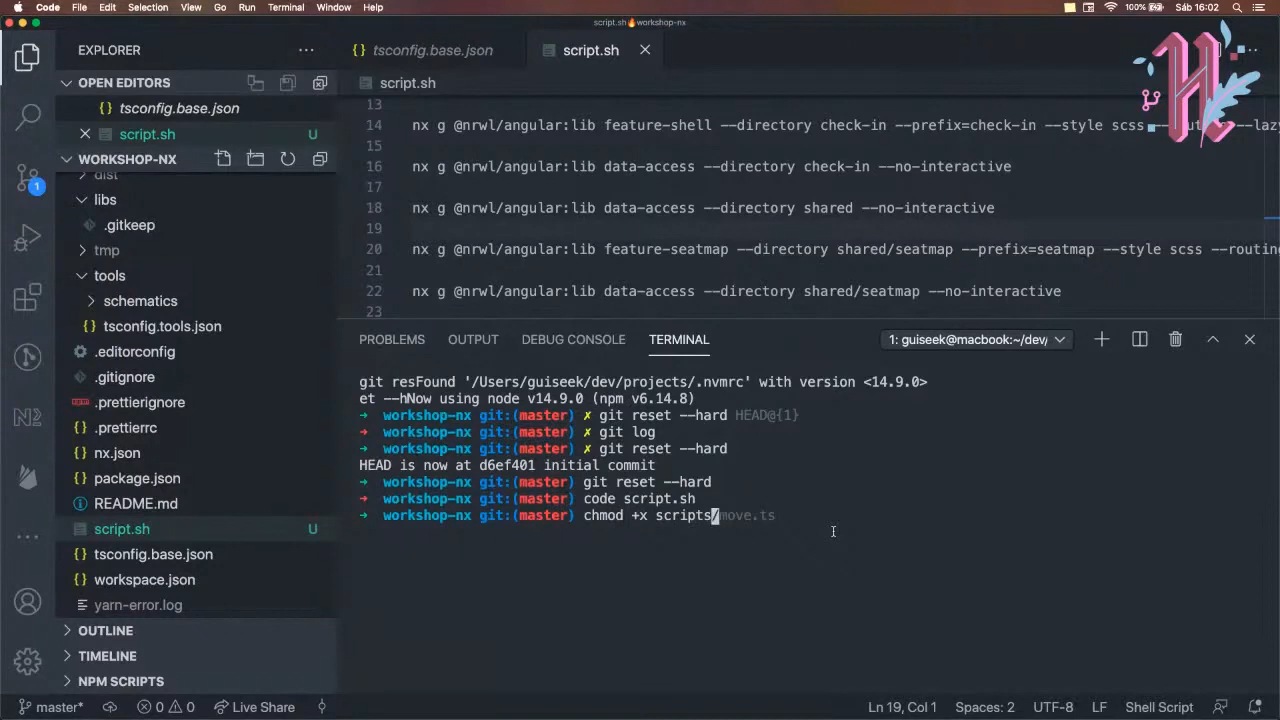 Code File Edit Selection View Go Run Terminal Window Help 100% Sáb 16:02
script.sh🔥workshop-nx
EXPLORER
tsconfig.base.json
script.sh
OPEN EDITORS
script.sh
tsconfig.base.json
script.sh U
WORKSHOP-NX
dist
libs
.gitkeep
tmp
tools
schematics
tsconfig.tools.json
.editorconfig
.gitignore
.prettierignore
.prettierrc
nx.json
package.json
README.md
script.sh U
tsconfig.base.json
workspace.json
yarn-error.log
OUTLINE
TIMELINE
NPM SCRIPTS
1
13
14 nx g @nrwl/angular:lib feature-shell --directory check-in --prefix=check-in --style scss
15
16 nx g @nrwl/angular:lib data-access --directory check-in --no-interactive
17
18 nx g @nrwl/angular:lib data-access --directory shared --no-interactive
19
20 nx g @nrwl/angular:lib feature-seatmap --directory shared/seatmap --prefix=seatmap --style scss --routing
21
22 nx g @nrwl/angular:lib data-access --directory shared/seatmap --no-interactive
23
H
PROBLEMS OUTPUT DEBUG CONSOLE TERMINAL 1: guiseek@macbook:~/dev/
git resFound '/Users/guiseek/dev/projects/.nvmrc' with version <14.9.0>
et --hNow using node v14.9.0 (npm v6.14.8)
➜ workshop-nx git:(master) ✗ git reset --hard HEAD@{1}
➜ workshop-nx git:(master) ✗ git log
➜ workshop-nx git:(master) ✗ git reset --hard
HEAD is now at d6ef401 initial commit
➜ workshop-nx git:(master) git reset --hard
➜ workshop-nx git:(master) code script.sh
➜ workshop-nx git:(master) chmod +x scripts/move.ts
master* 0 0 Live Share Ln 19, Col 1 Spaces: 2 UTF-8 LF Shell Script